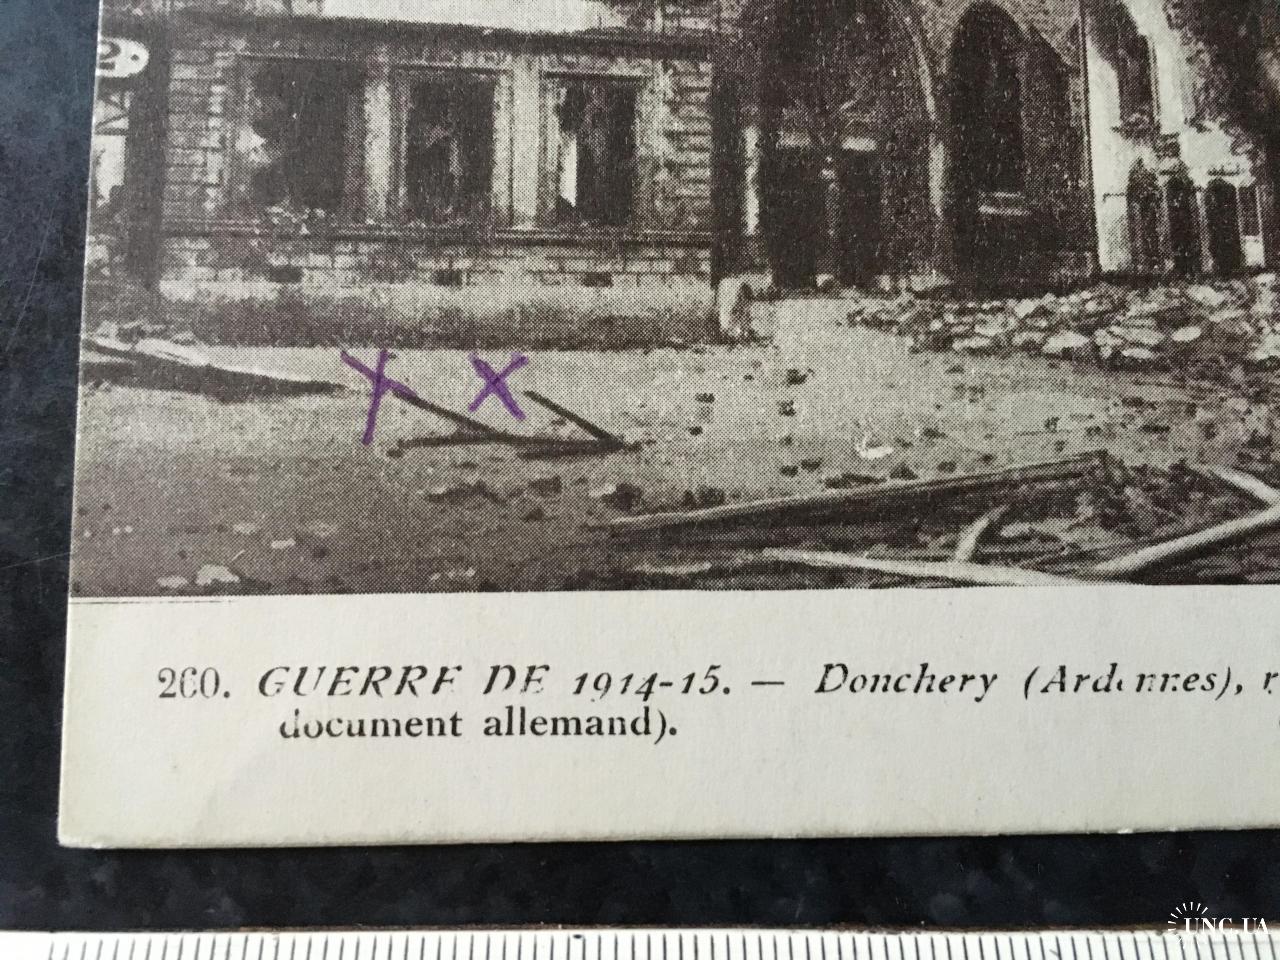 260. GUERRE DE 1914-15. — Donchery (Ardennes),
document allemand).
UNC.UA